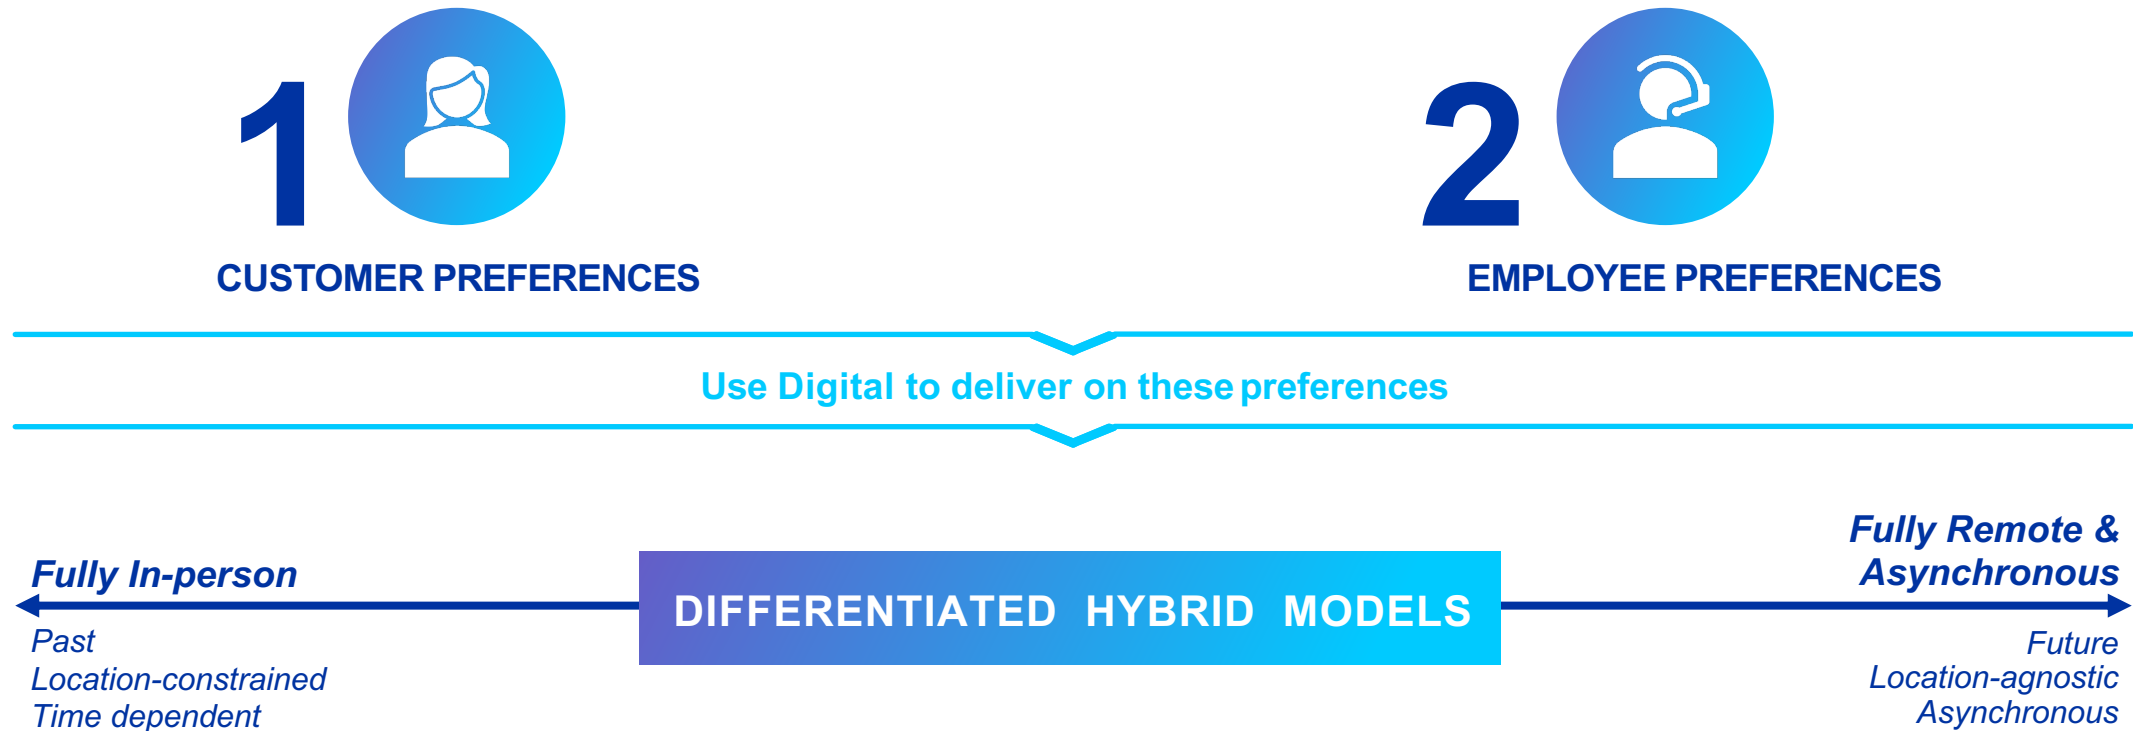 1
CUSTOMER PREFERENCES
2
EMPLOYEE PREFERENCES
Use Digital to deliver on these preferences
Fully In-person
Past
Location-constrained
Time dependent
DIFFERENTIATED HYBRID MODELS
Fully Remote &
Asynchronous
Future
Location-agnostic
Asynchronous